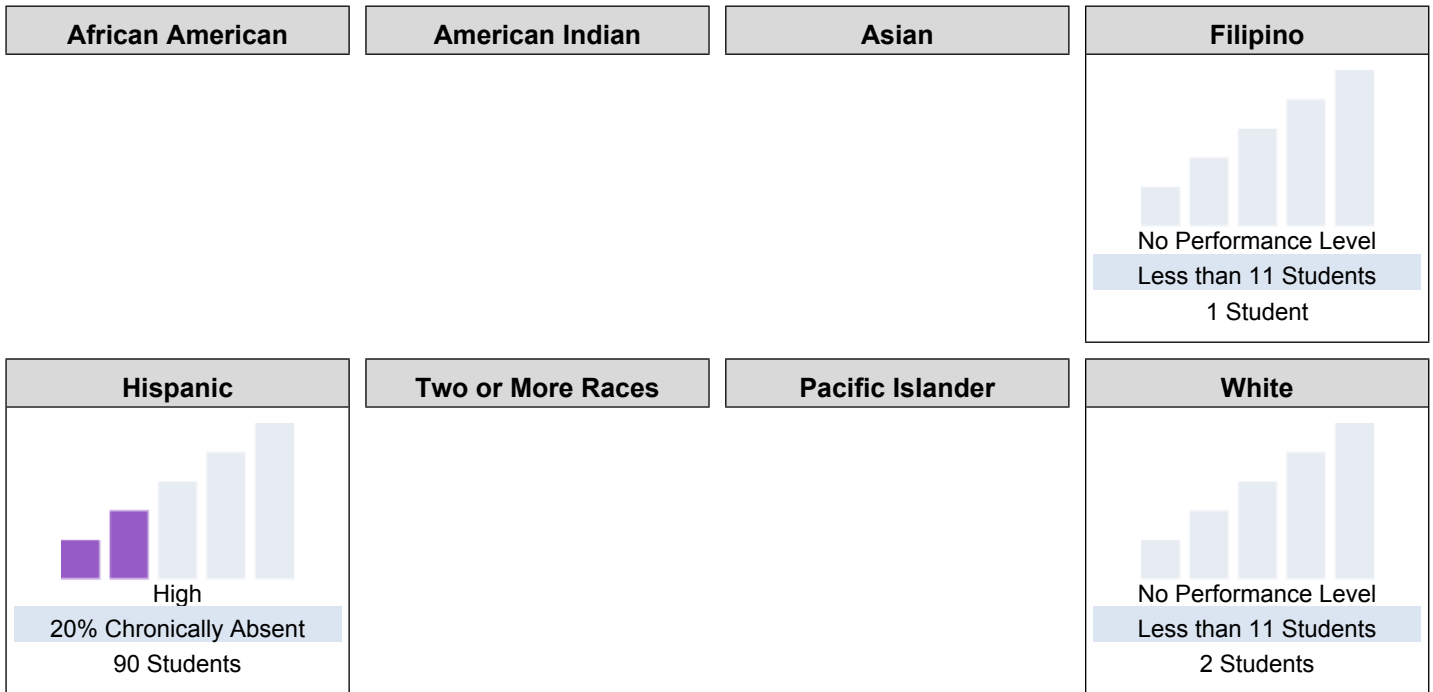 African American
American Indian
Asian
Filipino
No Performance Level
Less than 11 Students
1 Student
Hispanic
Two or More Races
Pacific Islander
White
High
20% Chronically Absent
90 Students
No Performance Level
Less than 11 Students
2 Students